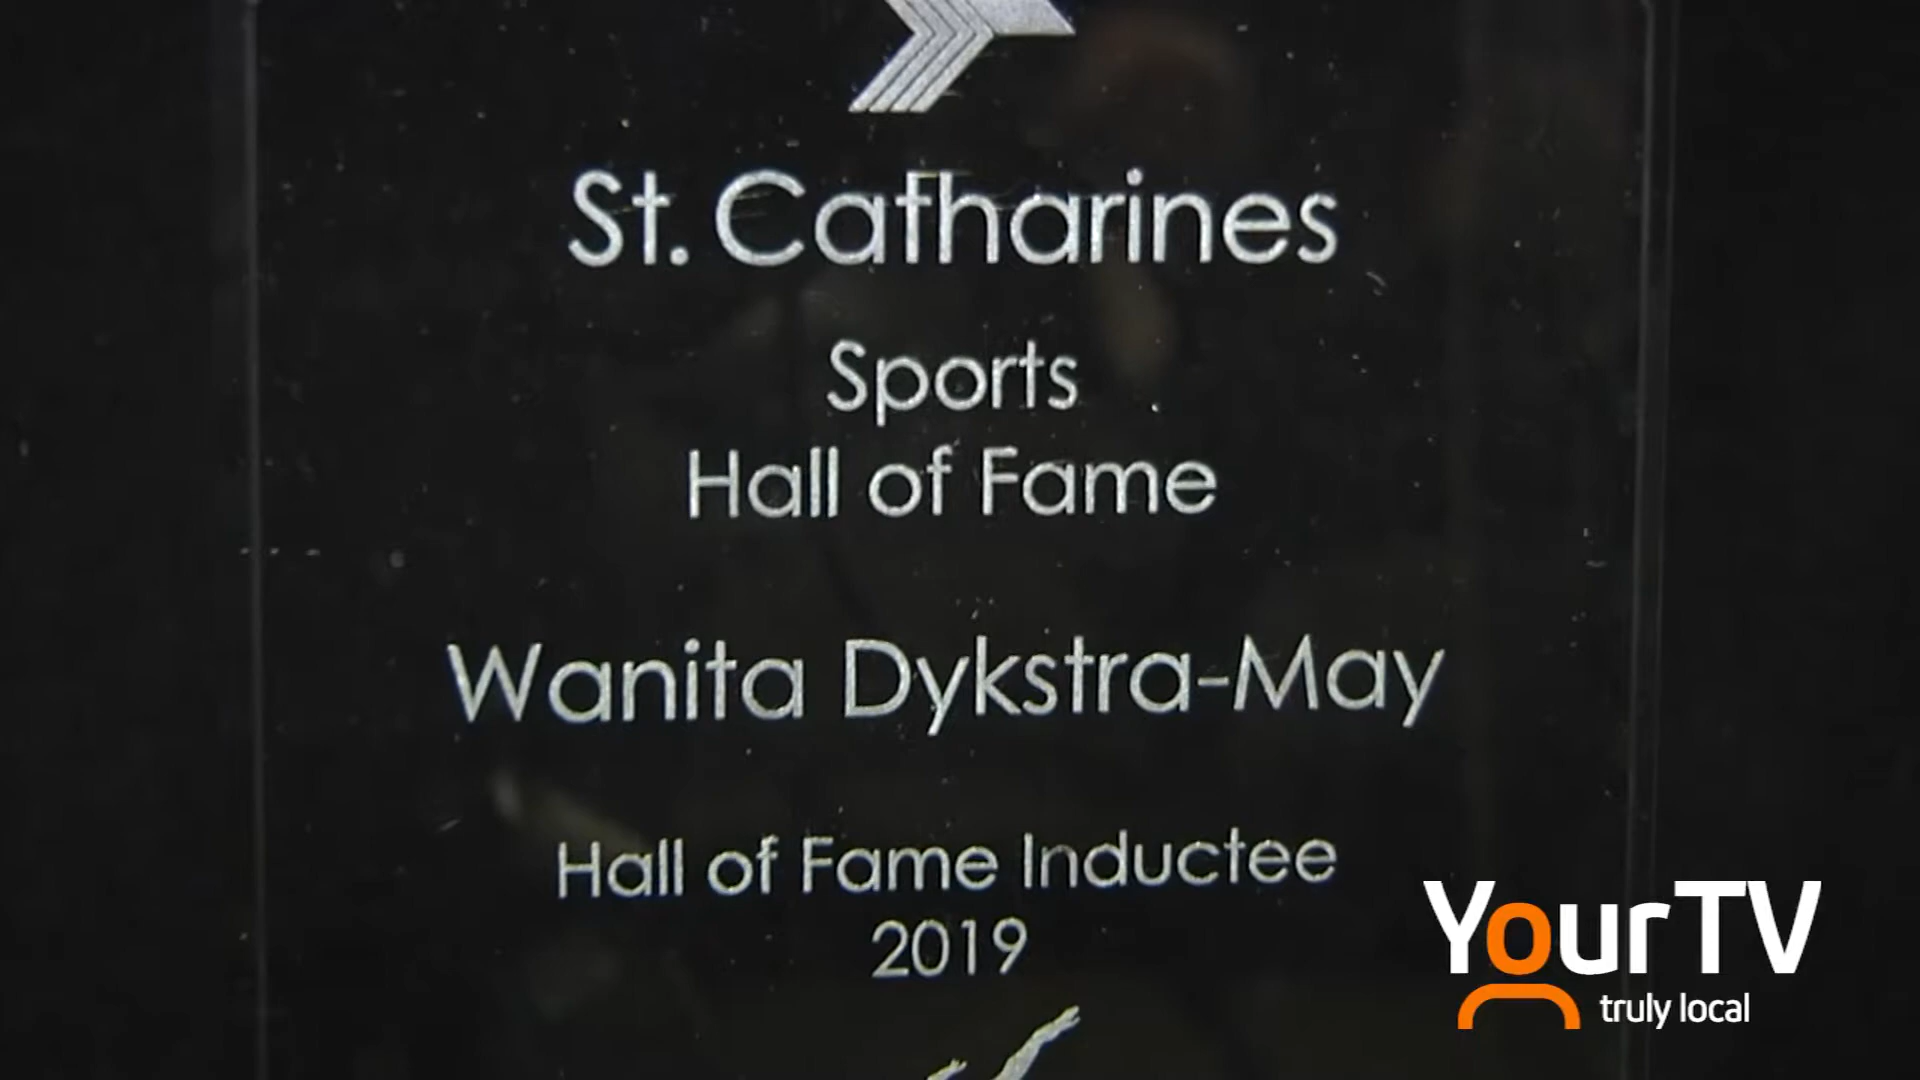 St. Catharines
Sports
Hall of Fame
Wanita Dykstra-May
Hall of Fame Inductee
2019
YourTV
truly local